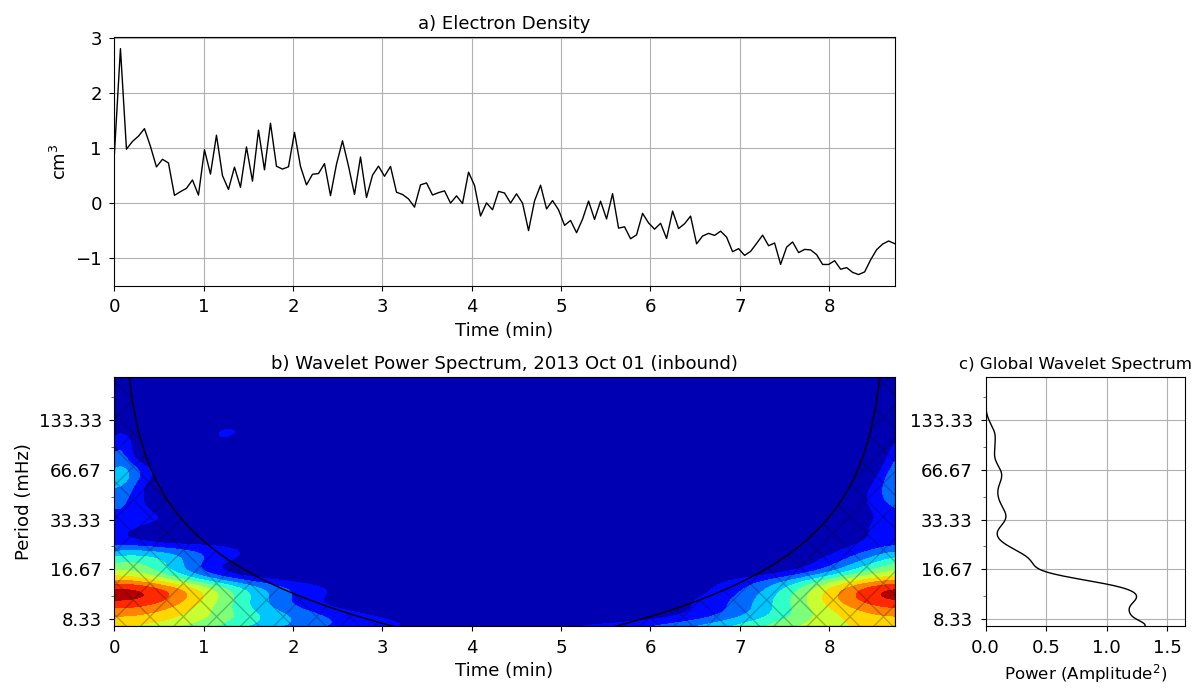 a) Electron Density
3
2
1
0
−1
cm³
0 1 2 3 4 5 6 7 8
Time (min)
b) Wavelet Power Spectrum, 2013 Oct 01 (inbound)
133.33
66.67
33.33
16.67
8.33
Period (mHz)
0 1 2 3 4 5 6 7 8
Time (min)
c) Global Wavelet Spectrum
133.33
66.67
33.33
16.67
8.33
0.0 0.5 1.0 1.5
Power (Amplitude²)